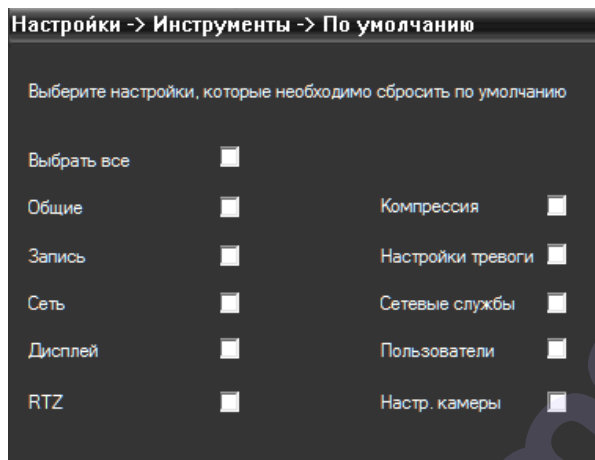 Настройки -> Инструменты -> По умолчанию
Выберите настройки, которые необходимо сбросить по умолчанию
Выбрать все
Общие
Компрессия
Запись
Настройки тревоги
Сеть
Сетевые службы
Дисплей
Пользователи
RTZ
Настр. камеры